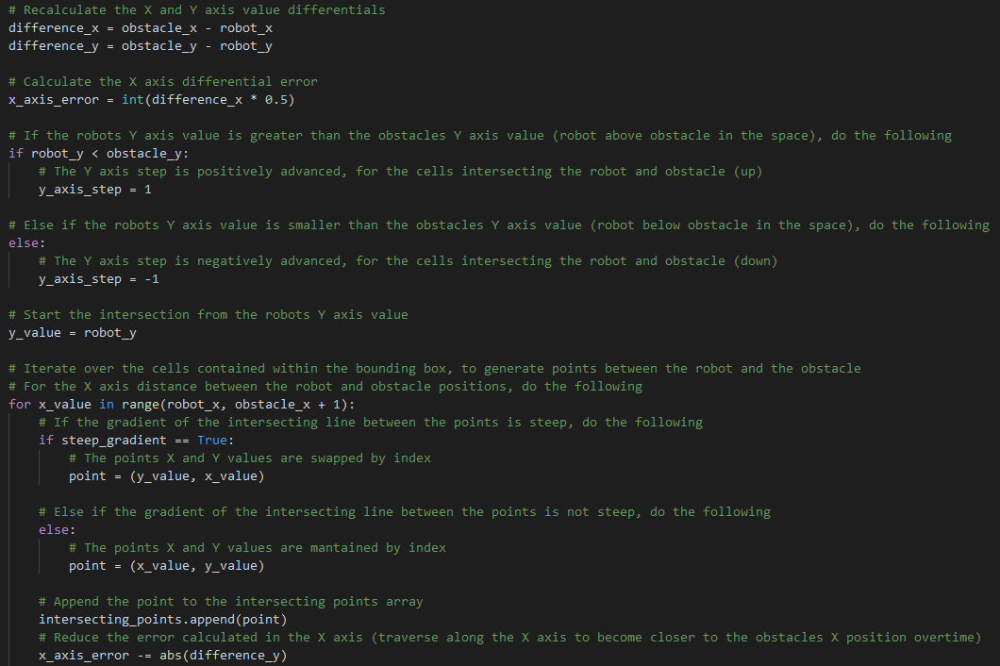 # Recalculate the X and Y axis value differentials
difference_x = obstacle_x - robot_x
difference_y = obstacle_y - robot_y
# Calculate the X axis differential error
x_axis_error = int(difference_x * 0.5)
# If the robots Y axis value is greater than the obstacles Y axis value (robot above obstacle in the space), do the following
if robot_y < obstacle_y:
    # The Y axis step is positively advanced, for the cells intersecting the robot and obstacle (up)
    y_axis_step = 1
# Else if the robots Y axis value is smaller than the obstacles Y axis value (robot below obstacle in the space), do the following
else:
    # The Y axis step is negatively advanced, for the cells intersecting the robot and obstacle (down)
    y_axis_step = -1
# Start the intersection from the robots Y axis value
y_value = robot_y
# Iterate over the cells contained within the bounding box, to generate points between the robot and the obstacle
# For the X axis distance between the robot and obstacle positions, do the following
for x_value in range(robot_x, obstacle_x + 1):
    # If the gradient of the intersecting line between the points is steep, do the following
    if steep_gradient == True:
        # The points X and Y values are swapped by index
        point = (y_value, x_value)
    # Else if the gradient of the intersecting line between the points is not steep, do the following
    else:
        # The points X and Y values are mantained by index
        point = (x_value, y_value)
    # Append the point to the intersecting points array
    intersecting_points.append(point)
    # Reduce the error calculated in the X axis (traverse along the X axis to become closer to the obstacles X position overtime)
    x_axis_error -= abs(difference_y)